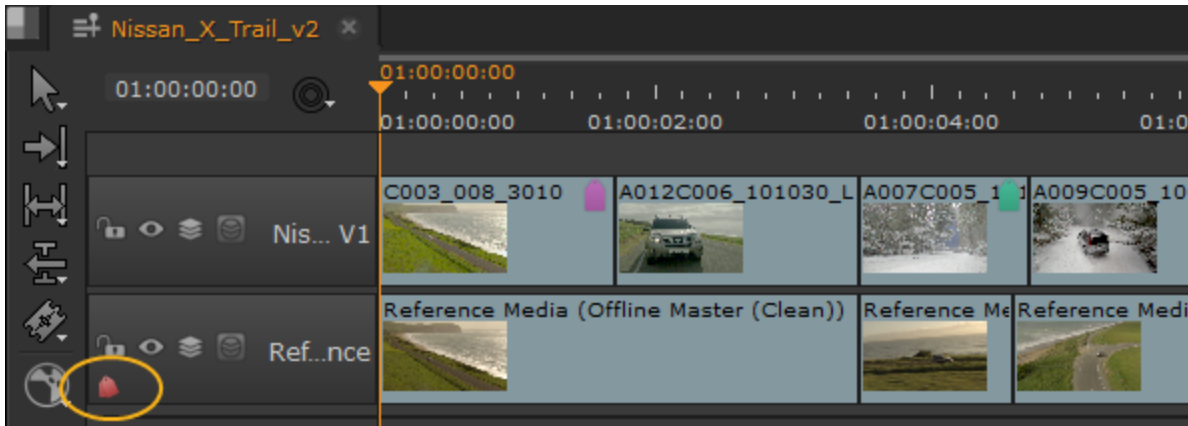 Nissan_X_Trail_v2
01:00:00:00
01:00:00:00
01:00:00:00 01:00:02:00 01:00:04:00 01:0
C003_008_3010 A012C006_101030_L A007C005_1 A009C005_10
Nis... V1
Reference Media (Offline Master (Clean)) Reference Me Reference Medi
Ref...nce